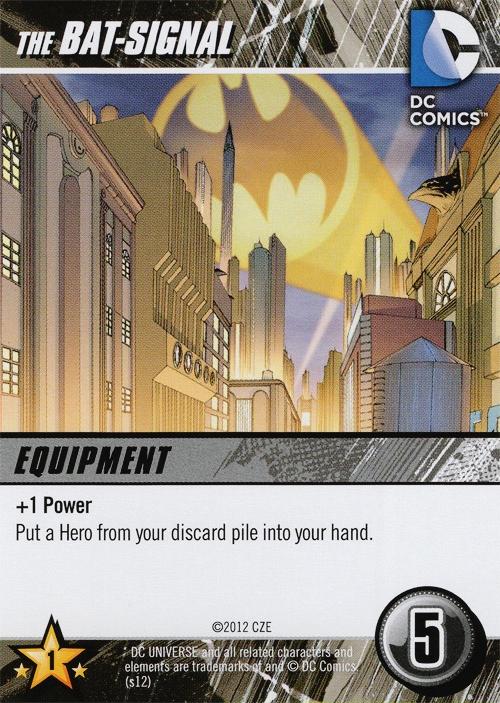 THE BAT-SIGNAL
DC
COMICS™
EQUIPMENT
+1 Power
Put a Hero from your discard pile into your hand.
©2012 CZE
1
DC UNIVERSE and all related characters and
elements are trademarks of and © DC Comics.
(s12)
5